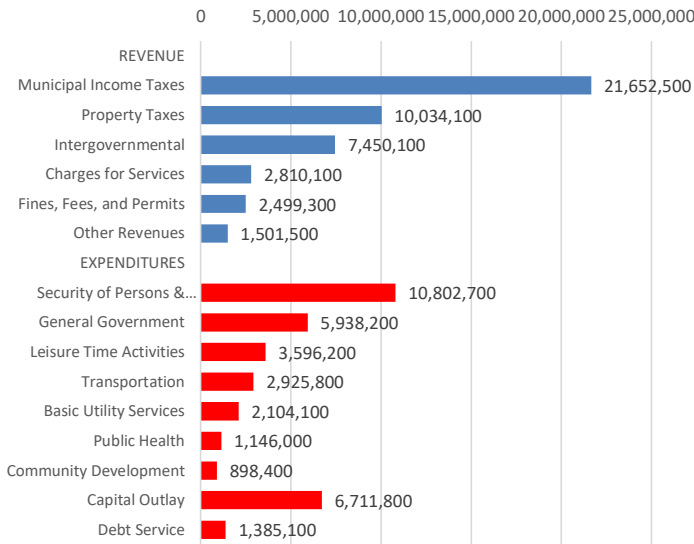 0 5,000,000 10,000,000 15,000,000 20,000,000 25,000,000
REVENUE
Municipal Income Taxes 21,652,500
Property Taxes 10,034,100
Intergovernmental 7,450,100
Charges for Services 2,810,100
Fines, Fees, and Permits 2,499,300
Other Revenues 1,501,500
EXPENDITURES
Security of Persons &... 10,802,700
General Government 5,938,200
Leisure Time Activities 3,596,200
Transportation 2,925,800
Basic Utility Services 2,104,100
Public Health 1,146,000
Community Development 898,400
Capital Outlay 6,711,800
Debt Service 1,385,100